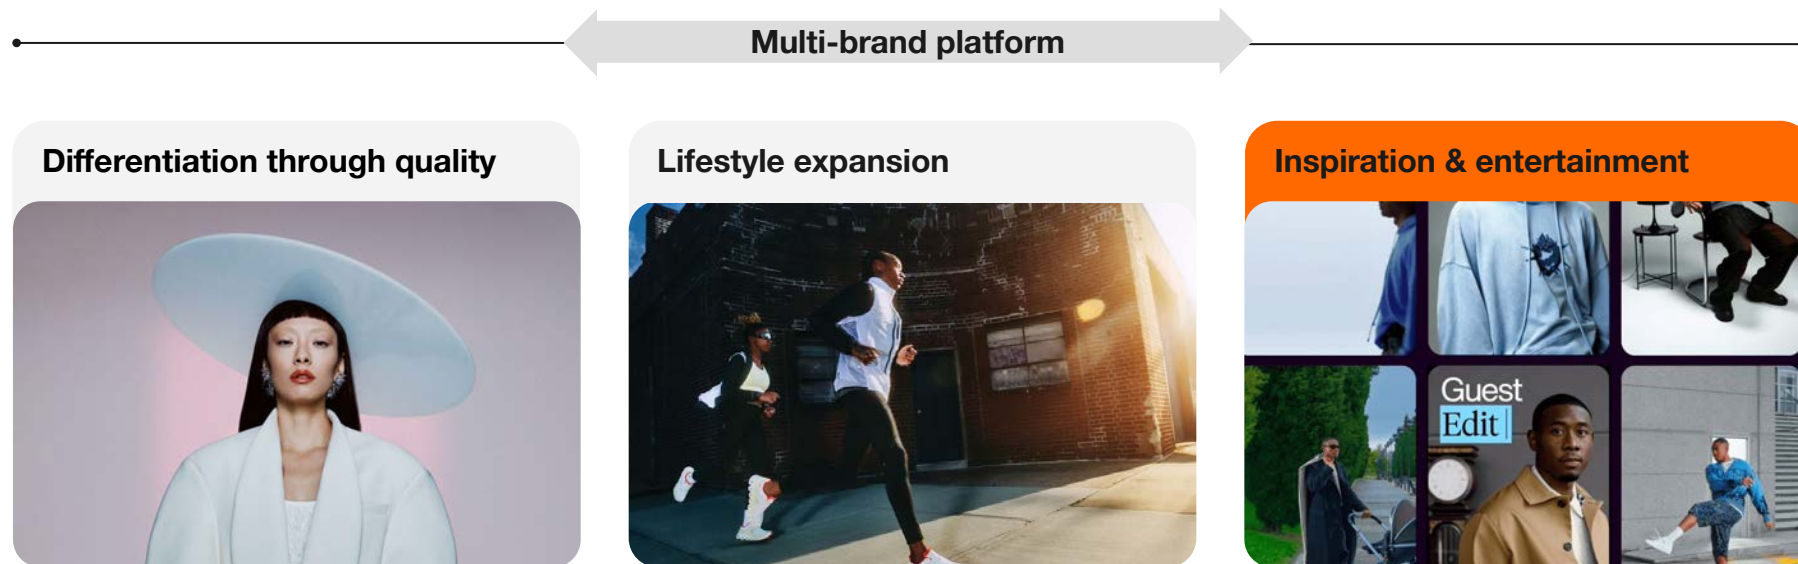 Multi-brand platform
Differentiation through quality
Lifestyle expansion
Inspiration & entertainment
Guest
Edit